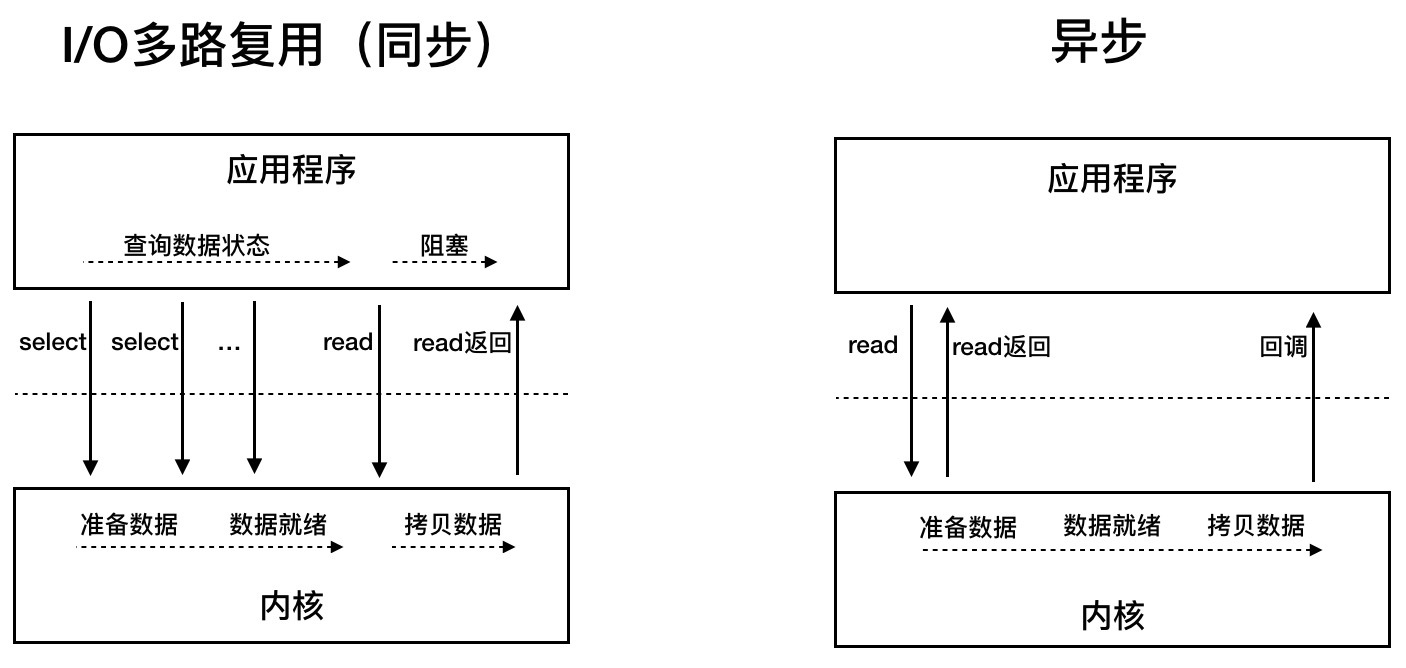 I/O多路复用（同步）
应用程序
查询数据状态
阻塞
select
select
...
read
read返回
准备数据
数据就绪
拷贝数据
内核
异步
应用程序
read
read返回
回调
准备数据
数据就绪
拷贝数据
内核